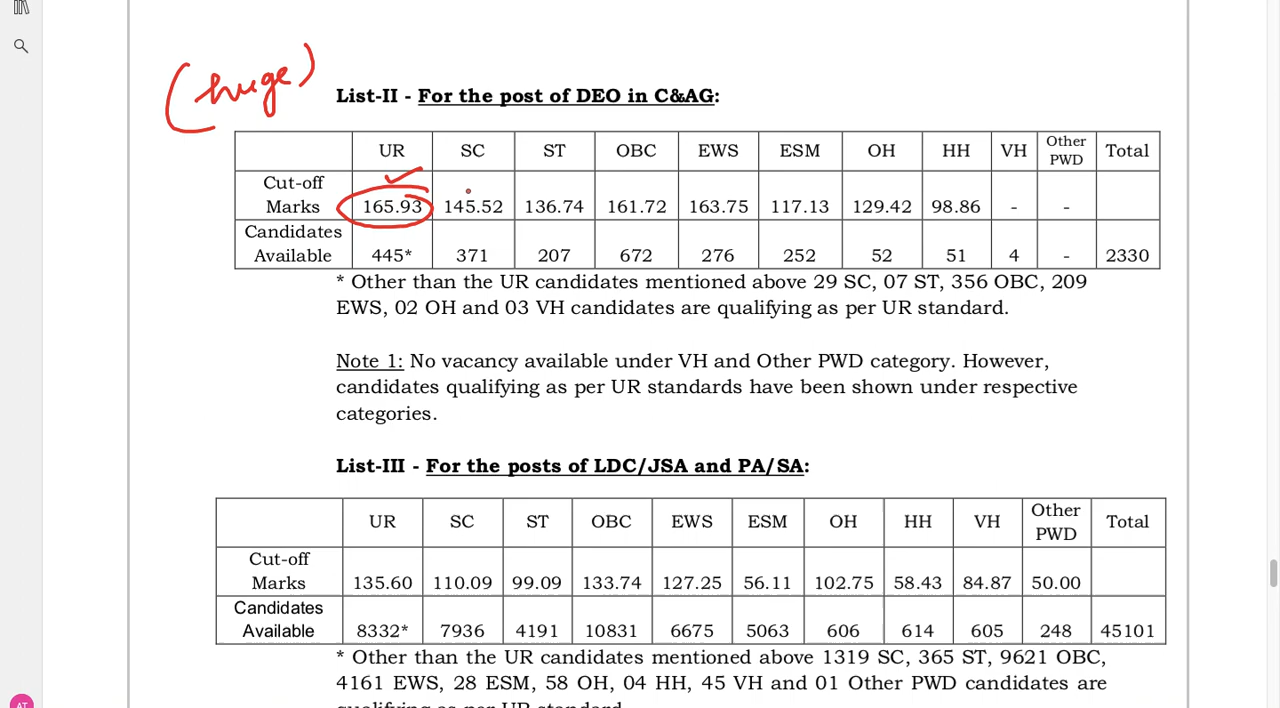 (huge)
List-II - For the post of DEO in C&AG:
UR SC ST OBC EWS ESM OH HH VH Other PWD Total
Cut-off Marks 165.93 145.52 136.74 161.72 163.75 117.13 129.42 98.86 - -
Candidates Available 445* 371 207 672 276 252 52 51 4 - 2330
* Other than the UR candidates mentioned above 29 SC, 07 ST, 356 OBC, 209
EWS, 02 OH and 03 VH candidates are qualifying as per UR standard.
Note 1: No vacancy available under VH and Other PWD category. However,
candidates qualifying as per UR standards have been shown under respective
categories.
List-III - For the posts of LDC/JSA and PA/SA:
UR SC ST OBC EWS ESM OH HH VH Other PWD Total
Cut-off Marks 135.60 110.09 99.09 133.74 127.25 56.11 102.75 58.43 84.87 50.00
Candidates Available 8332* 7936 4191 10831 6675 5063 606 614 605 248 45101
* Other than the UR candidates mentioned above 1319 SC, 365 ST, 9621 OBC,
4161 EWS, 28 ESM, 58 OH, 04 HH, 45 VH and 01 Other PWD candidates are
qualifying as per UR standard.
AT